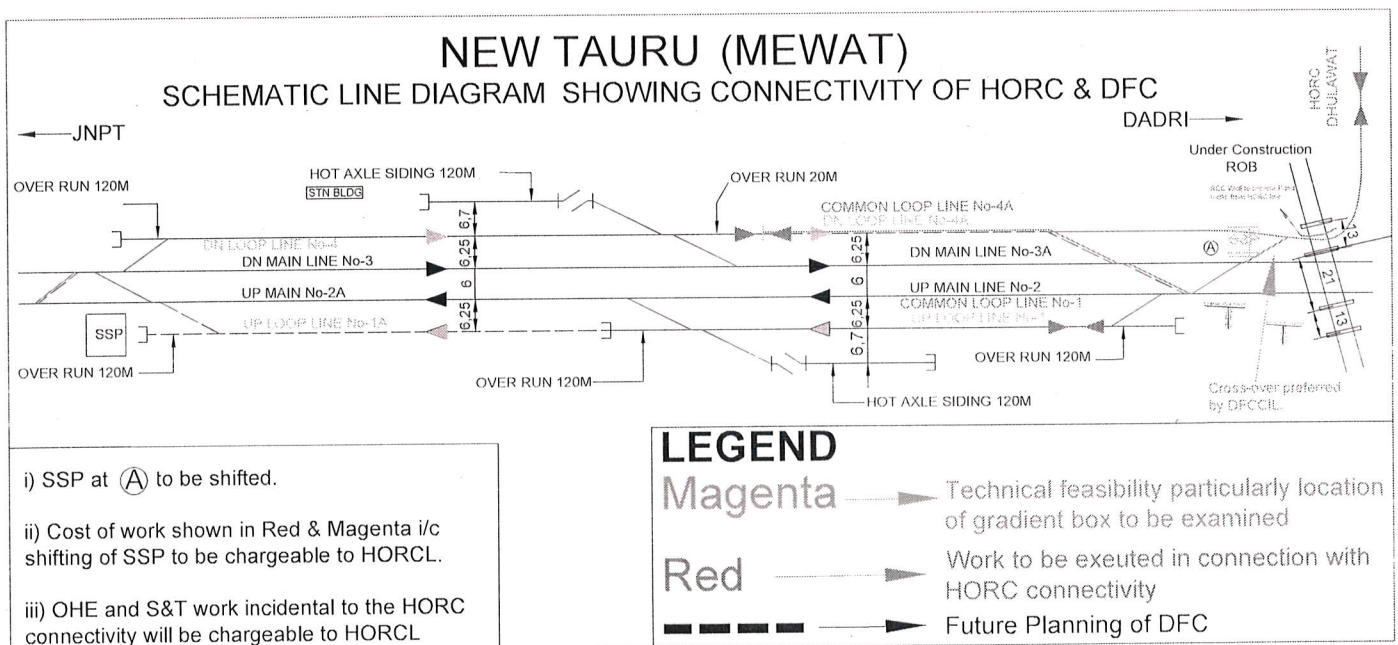 NEW TAURU (MEWAT)
SCHEMATIC LINE DIAGRAM SHOWING CONNECTIVITY OF HORC & DFC
JNPT
DADRI
HORC
DHULAWAT
Under Construction
ROB
OVER RUN 120M
HOT AXLE SIDING 120M
STN BLDG
OVER RUN 20M
COMMON LOOP LINE No-4A
DN LOOP LINE No-4A
6,7
DN LOOP LINE No-4
6,25
DN MAIN LINE No-3
6,25
DN MAIN LINE No-3A
A
13
6
6
UP MAIN No-2A
UP MAIN No-2
21
COMMON LOOP LINE No-1
UP LOOP LINE No-1A
6,25
6,25
13
SSP
6,7
OVER RUN 120M
OVER RUN 120M
OVER RUN 120M
HOT AXLE SIDING 120M
Cross-over preferred
by DFCCIL.
i) SSP at A to be shifted.
ii) Cost of work shown in Red & Magenta i/c
shifting of SSP to be chargeable to HORCL.
iii) OHE and S&T work incidental to the HORC
connectivity will be chargeable to HORCL
LEGEND
Magenta
Technical feasibility particularly location
of gradient box to be examined
Red
Work to be exeuted in connection with
HORC connectivity
Future Planning of DFC